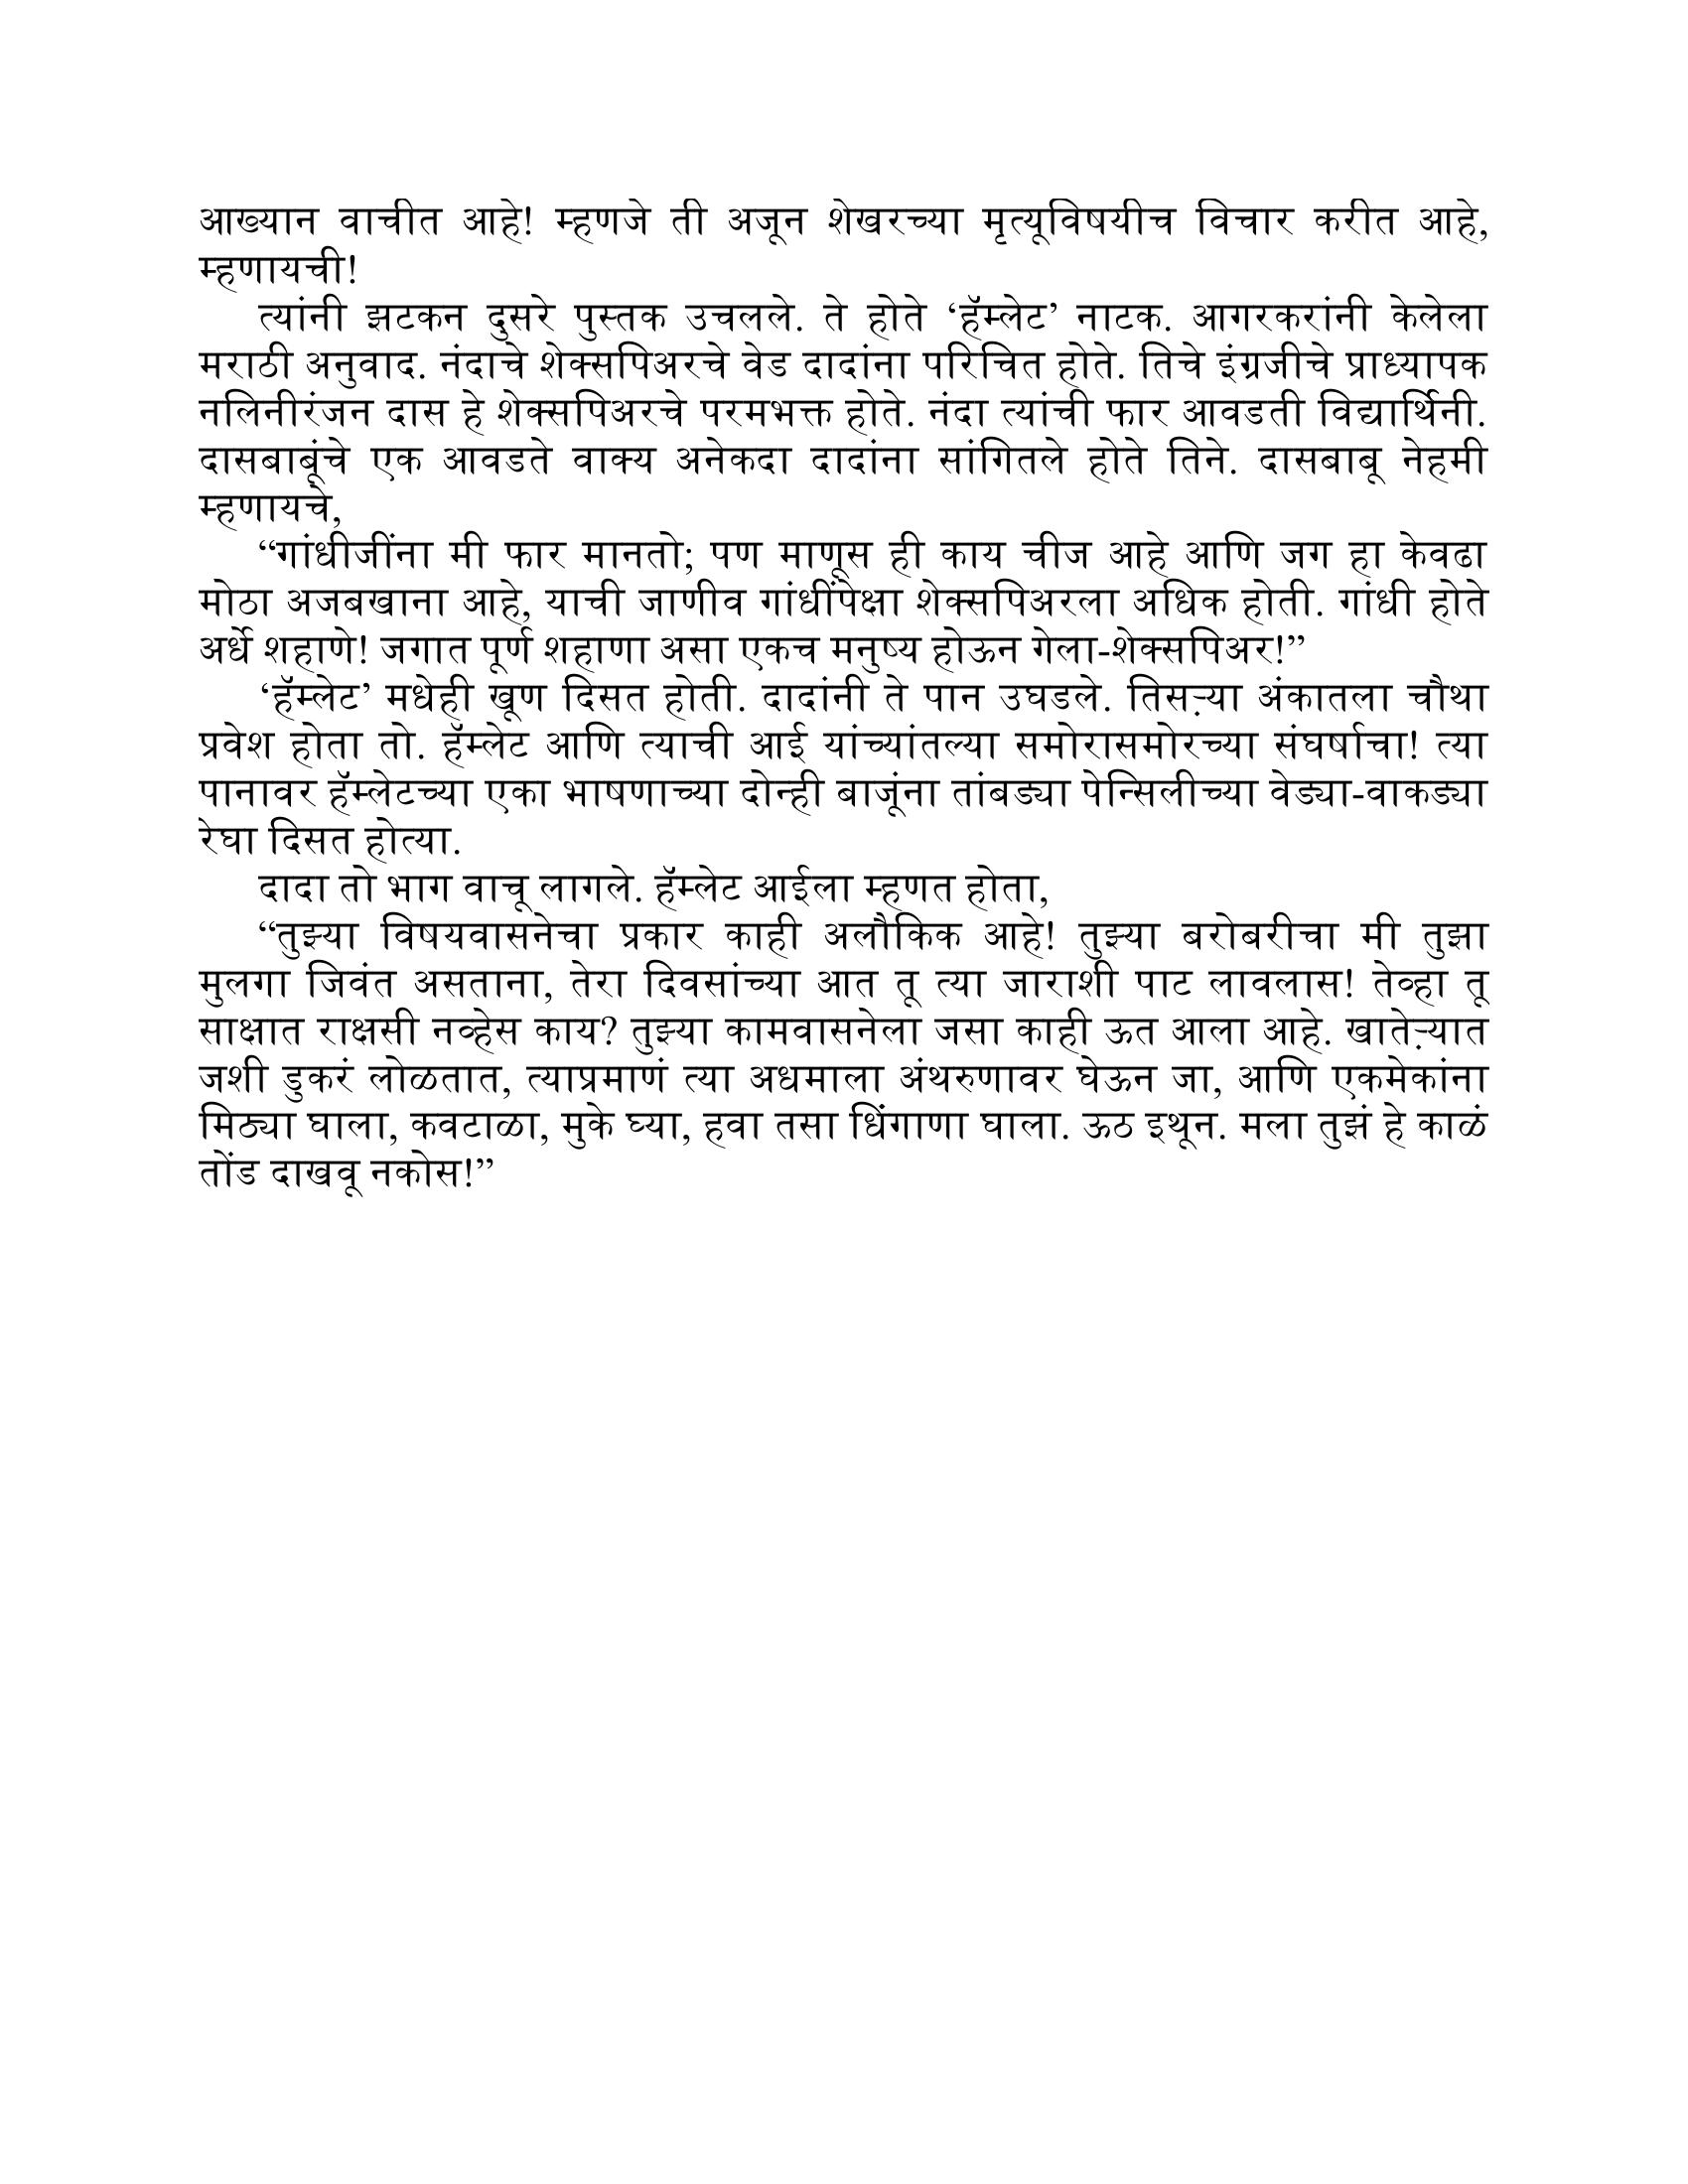 आख्यान वाचीत आहे! म्हणजे ती अजून शेखरच्या मृत्यूविषयीच विचार करीत आहे,
म्हणायची!
त्यांनी झटकन दुसरे पुस्तक उचलले. ते होते ‘हॅम्लेट’ नाटक. आगरकरांनी केलेला
मराठी अनुवाद. नंदाचे शेक्सपिअरचे वेड दादांना परिचित होते. तिचे इंग्रजीचे प्राध्यापक
नलिनीरंजन दास हे शेक्सपिअरचे परमभक्त होते. नंदा त्यांची फार आवडती विद्यार्थिनी.
दासबाबूंचे एक आवडते वाक्य अनेकदा दादांना सांगितले होते तिने. दासबाबू नेहमी
म्हणायचे,
“गांधीजींना मी फार मानतो; पण माणूस ही काय चीज आहे आणि जग हा केवढा
मोठा अजबखाना आहे, याची जाणीव गांधींपेक्षा शेक्सपिअरला अधिक होती. गांधी होते
अर्धे शहाणे! जगात पूर्ण शहाणा असा एकच मनुष्य होऊन गेला-शेक्सपिअर!”
‘हॅम्लेट’ मधेही खूण दिसत होती. दादांनी ते पान उघडले. तिसऱ्या अंकातला चौथा
प्रवेश होता तो. हॅम्लेट आणि त्याची आई यांच्यांतल्या समोरासमोरच्या संघर्षाचा! त्या
पानावर हॅम्लेटच्या एका भाषणाच्या दोन्ही बाजूंना तांबड्या पेन्सिलीच्या वेड्या-वाकड्या
रेघा दिसत होत्या.
दादा तो भाग वाचू लागले. हॅम्लेट आईला म्हणत होता,
“तुझ्या विषयवासनेचा प्रकार काही अलौकिक आहे! तुझ्या बरोबरीचा मी तुझा
मुलगा जिवंत असताना, तेरा दिवसांच्या आत तू त्या जाराशी पाट लावलास! तेव्हा तू
साक्षात राक्षसी नव्हेस काय? तुझ्या कामवासनेला जसा काही ऊत आला आहे. खातेऱ्यात
जशी डुकरं लोळतात, त्याप्रमाणं त्या अधमाला अंथरुणावर घेऊन जा, आणि एकमेकांना
मिठ्या घाला, कवटाळा, मुके घ्या, हवा तसा धिंगाणा घाला. ऊठ इथून. मला तुझं हे काळं
तोंड दाखवू नकोस!”